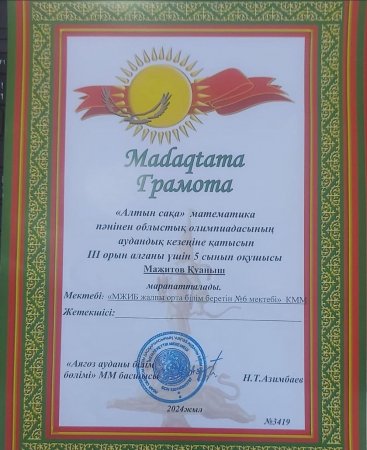 Madaqtama
Грамота
«Алтын сақа» математика
пәнінен облыстық олимпиадасының
аудандық кезеңіне қатысып
III орын алғаны үшін 5 сынып оқушысы
Мажитов Қуаныш
марапатталады.
Мектебі: «МЖИБ жалпы орта білім беретін №6 мектебі» КММ
Жетекшісі:
«Аягөз ауданы білім
бөлімі» ММ басшысы
Н.Т.Азимбаев
2024жыл
№3419